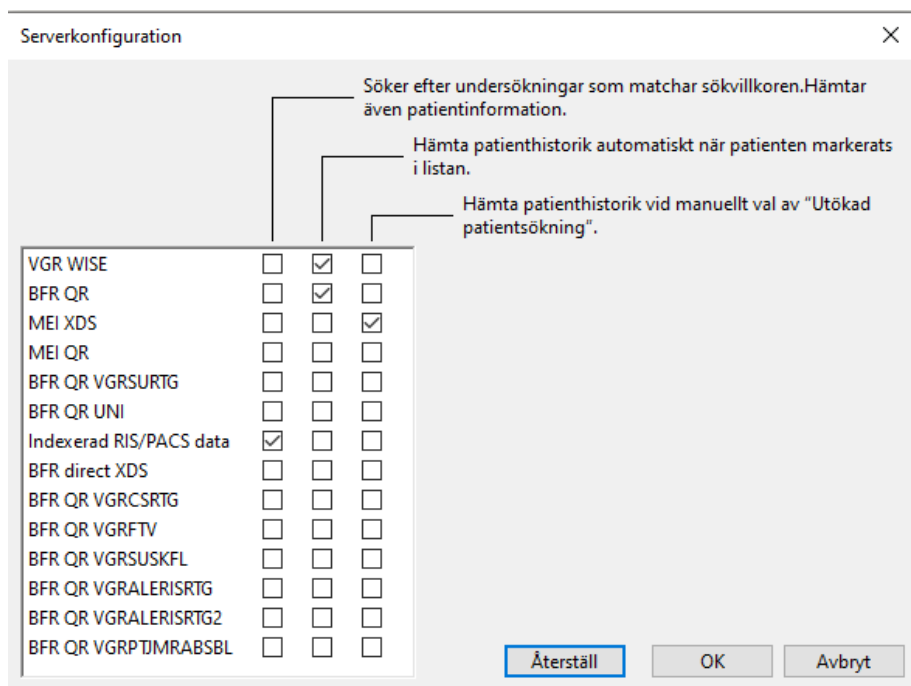 Serverkonfiguration
Söker efter undersökningar som matchar sökvillkoren.Hämtar
även patientinformation.
Hämta patienthistorik automatiskt när patienten markerats
i listan.
Hämta patienthistorik vid manuellt val av "Utökad
patientsökning".
VGR WISE
BFR QR
MEI XDS
MEI QR
BFR QR VGRSURTG
BFR QR UNI
Indexerad RIS/PACS data
BFR direct XDS
BFR QR VGRCSRTG
BFR QR VGRFTV
BFR QR VGRSUSKFL
BFR QR VGRALERISRTG
BFR QR VGRALERISRTG2
BFR QR VGRPTJMRABSBL
Återställ
OK
Avbryt